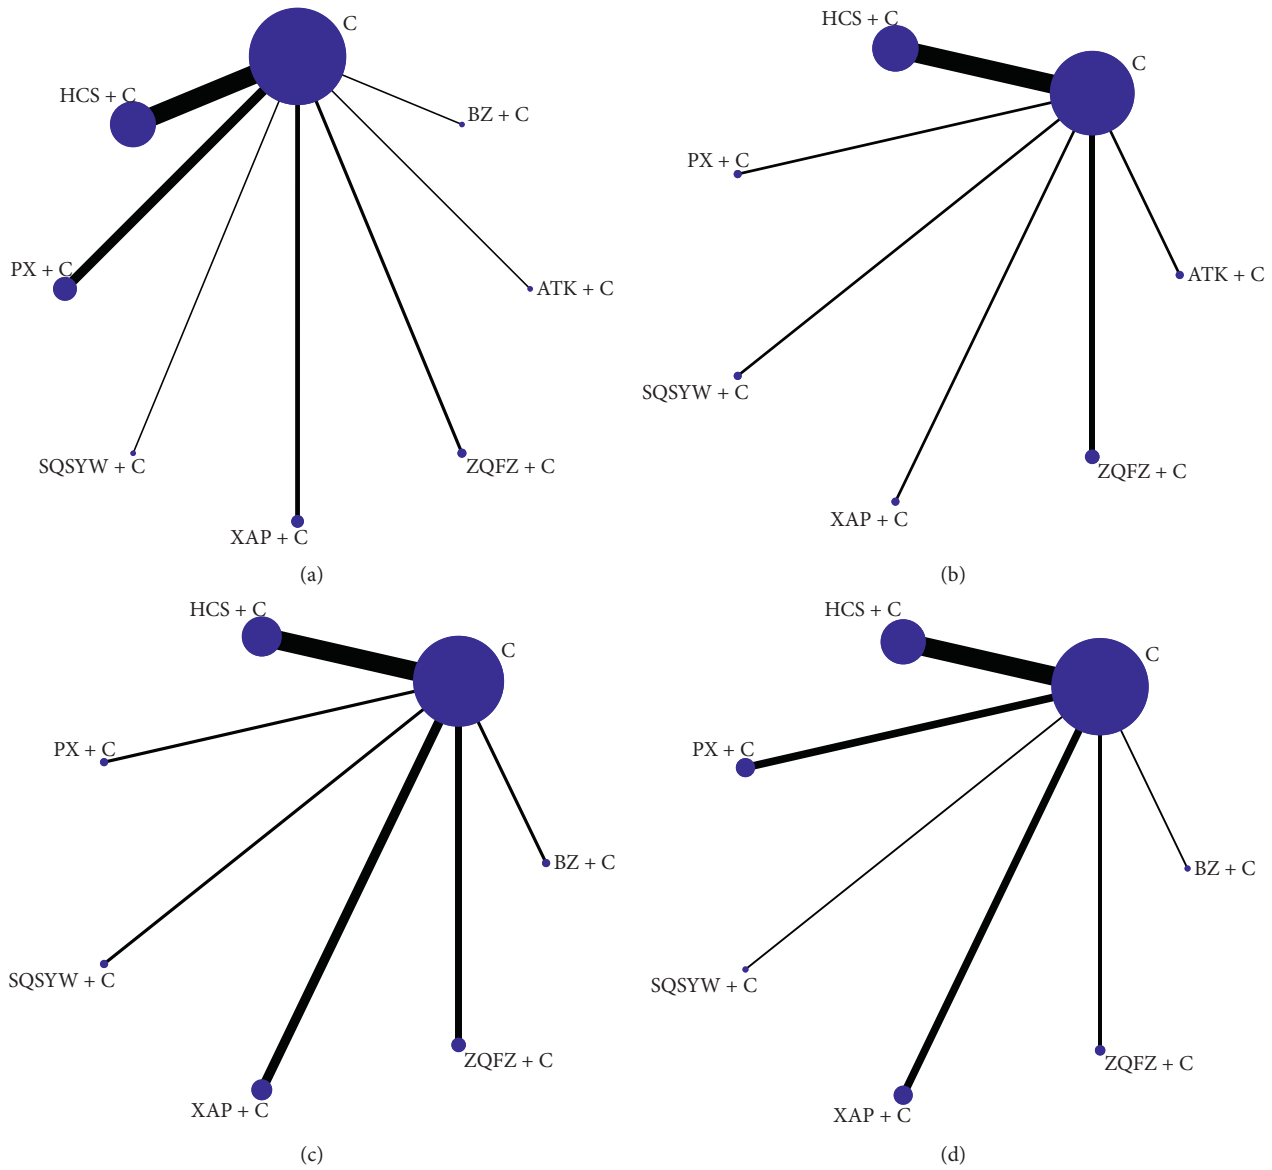 C
HCS + C
BZ + C
PX + C
ATK + C
SQSYW + C
ZQFZ + C
XAP + C
(a)
HCS + C
C
PX + C
ATK + C
SQSYW + C
ZQFZ + C
XAP + C
(b)
HCS + C
C
PX + C
BZ + C
SQSYW + C
ZQFZ + C
XAP + C
(c)
HCS + C
C
PX + C
BZ + C
SQSYW + C
ZQFZ + C
XAP + C
(d)